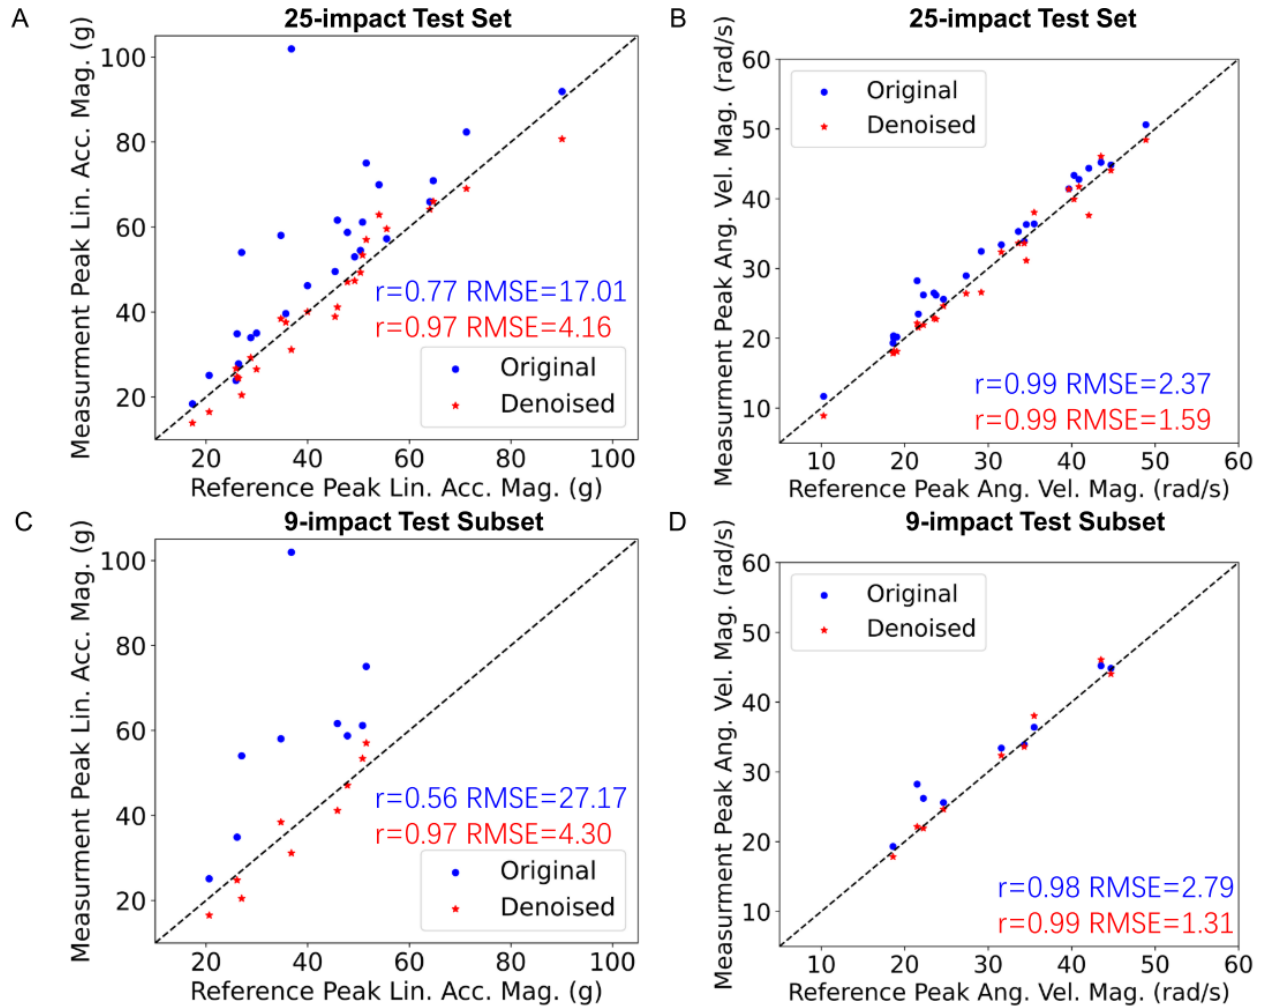 A
25-impact Test Set
Measurment Peak Lin. Acc. Mag. (g)
100
80
60
40
20
r=0.77 RMSE=17.01
r=0.97 RMSE=4.16
Original
Denoised
20 40 60 80 100
Reference Peak Lin. Acc. Mag. (g)
B
25-impact Test Set
Measurment Peak Ang. Vel. Mag. (rad/s)
60
50
40
30
20
10
Original
Denoised
r=0.99 RMSE=2.37
r=0.99 RMSE=1.59
10 20 30 40 50 60
Reference Peak Ang. Vel. Mag. (rad/s)
C
9-impact Test Subset
Measurment Peak Lin. Acc. Mag. (g)
100
80
60
40
20
r=0.56 RMSE=27.17
r=0.97 RMSE=4.30
Original
Denoised
20 40 60 80 100
Reference Peak Lin. Acc. Mag. (g)
D
9-impact Test Subset
Measurment Peak Ang. Vel. Mag. (rad/s)
60
50
40
30
20
10
Original
Denoised
r=0.98 RMSE=2.79
r=0.99 RMSE=1.31
10 20 30 40 50 60
Reference Peak Ang. Vel. Mag. (rad/s)